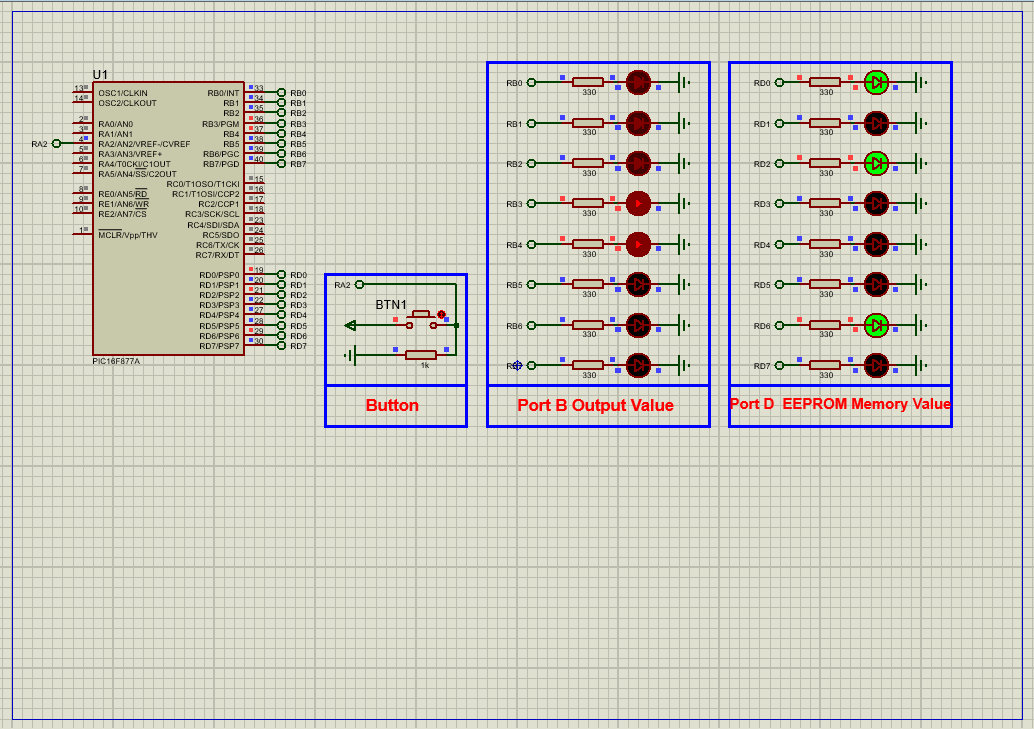 U1
13 OSC1/CLKIN
14 OSC2/CLKOUT
2 RA0/AN0
3 RA1/AN1
RA2 4 RA2/AN2/VREF-/CVREF
5 RA3/AN3/VREF+
6 RA4/T0CKI/C1OUT
7 RA5/AN4/SS/C2OUT
8 RE0/AN5/RD
9 RE1/AN6/WR
10 RE2/AN7/CS
1 MCLR/Vpp/THV
RB0/INT 33 RB0
RB1 34 RB1
RB2 35 RB2
RB3/PGM 36 RB3
RB4 37 RB4
RB5 38 RB5
RB6/PGC 39 RB6
RB7/PGD 40 RB7
RC0/T1OSO/T1CKI 15
RC1/T1OSI/CCP2 16
RC2/CCP1 17
RC3/SCK/SCL 18
RC4/SDI/SDA 23
RC5/SDO 24
RC6/TX/CK 25
RC7/RX/DT 26
RD0/PSP0 19 RD0
RD1/PSP1 20 RD1
RD2/PSP2 21 RD2
RD3/PSP3 22 RD3
RD4/PSP4 27 RD4
RD5/PSP5 28 RD5
RD6/PSP6 29 RD6
RD7/PSP7 30 RD7
PIC16F877A
RA2
BTN1
1k
Button
RB0 330
RB1 330
RB2 330
RB3 330
RB4 330
RB5 330
RB6 330
330
Port B Output Value
RD0 330
RD1 330
RD2 330
RD3 330
RD4 330
RD5 330
RD6 330
RD7 330
Port D EEPROM Memory Value